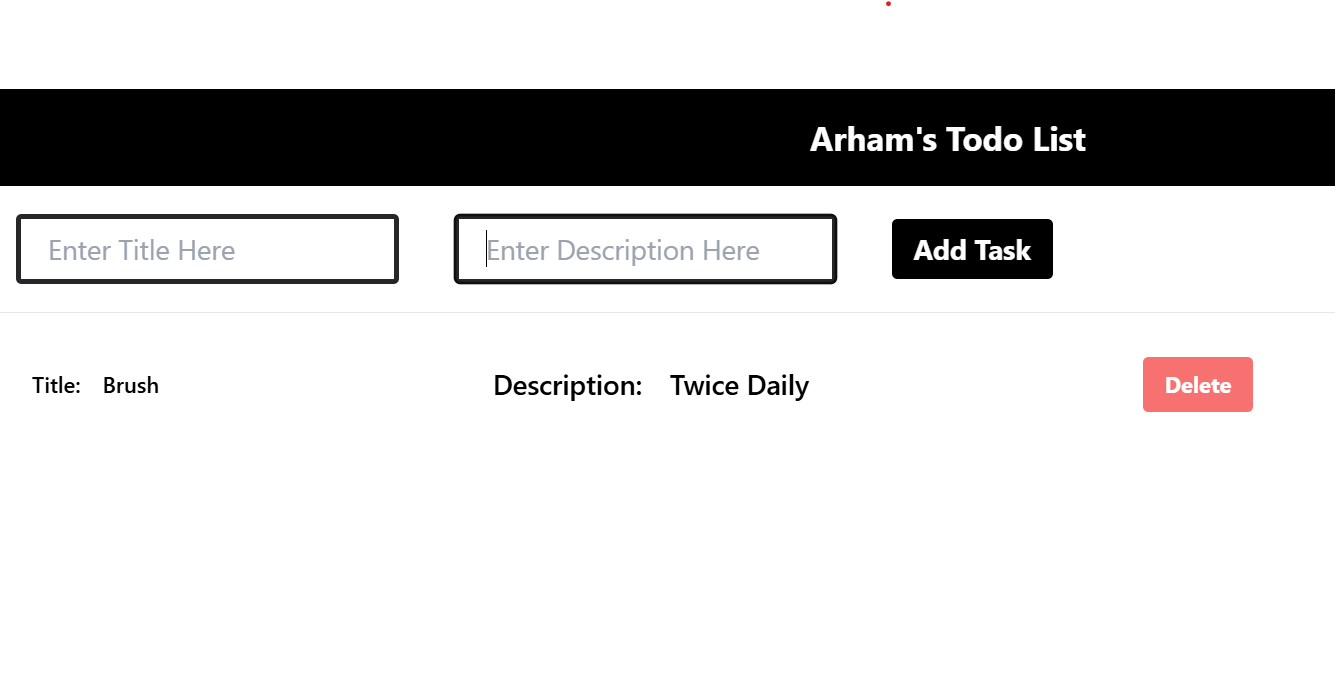 Arham's Todo List
Enter Title Here
Enter Description Here
Add Task
Title: Brush
Description: Twice Daily
Delete